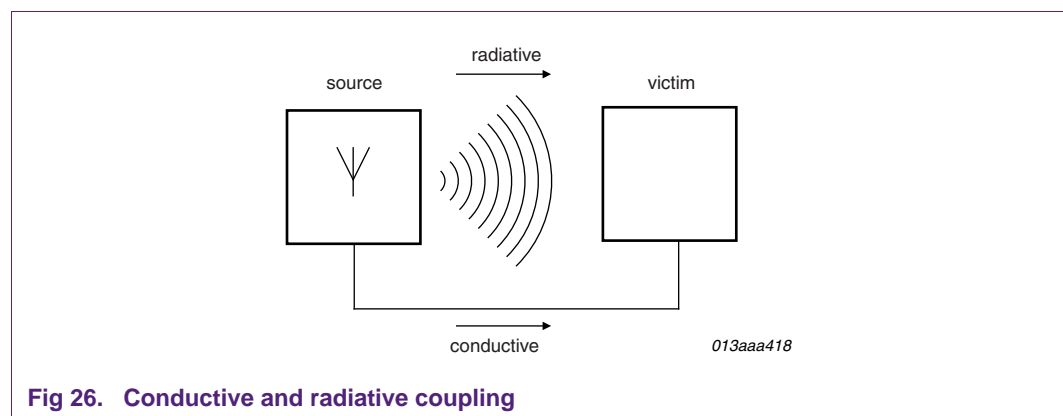 radiative
source
victim
conductive
013aaa418
Fig 26. Conductive and radiative coupling